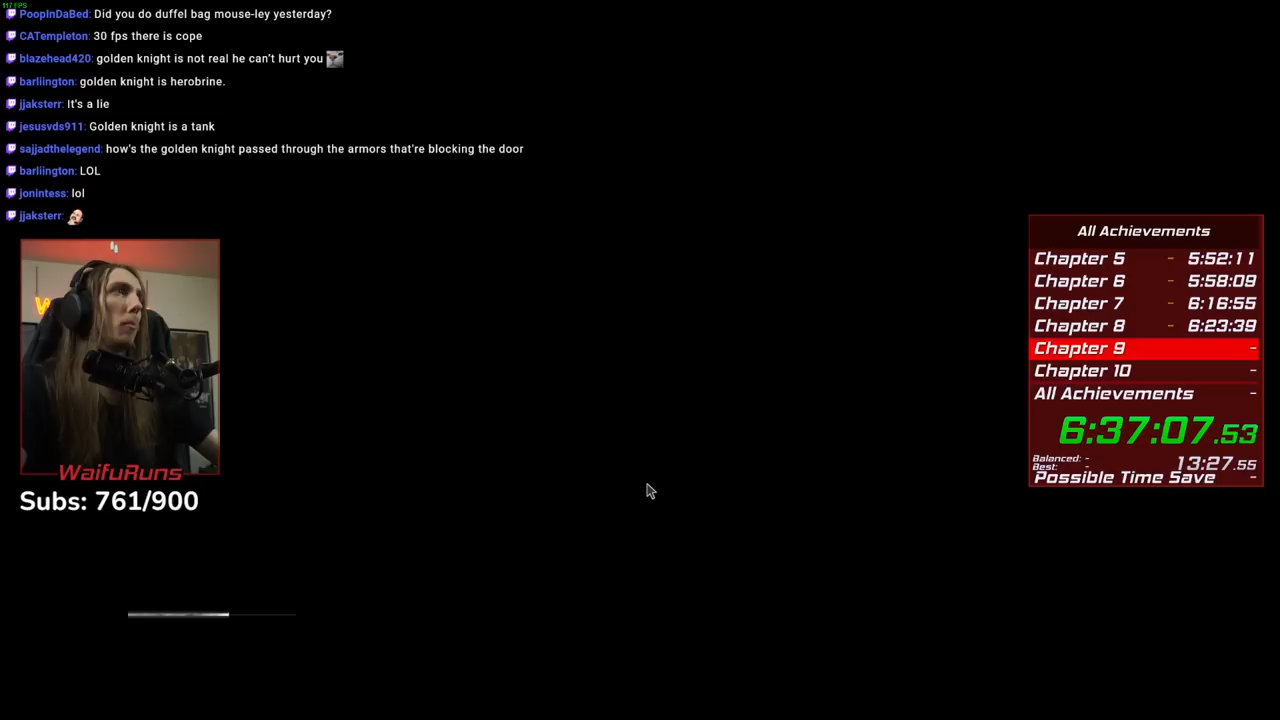 117 FPS
PoopInDaBed: Did you do duffel bag mouse-ley yesterday?
CATempleton: 30 fps there is cope
blazehead420: golden knight is not real he can't hurt you
barliington: golden knight is herobrine.
jjaksterr: It's a lie
jesusvds911: Golden knight is a tank
sajjadthelegend: how's the golden knight passed through the armors that're blocking the door
barliington: LOL
jonintess: lol
jjaksterr:
WaifuRuns
Subs: 761/900
All Achievements
Chapter 5 - 5:52:11
Chapter 6 - 5:58:09
Chapter 7 - 6:16:55
Chapter 8 - 6:23:39
Chapter 9 -
Chapter 10 -
All Achievements -
6:37:07.53
Balanced: -
Best: - 13:27.55
Possible Time Save -